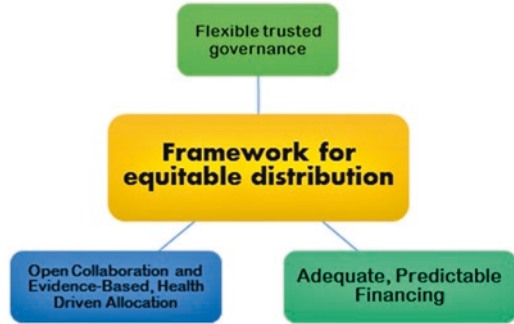 Flexible trusted
governance
Framework for
equitable distribution
Open Collaboration and
Evidence-Based, Health
Driven Allocation
Adequate, Predictable
Financing